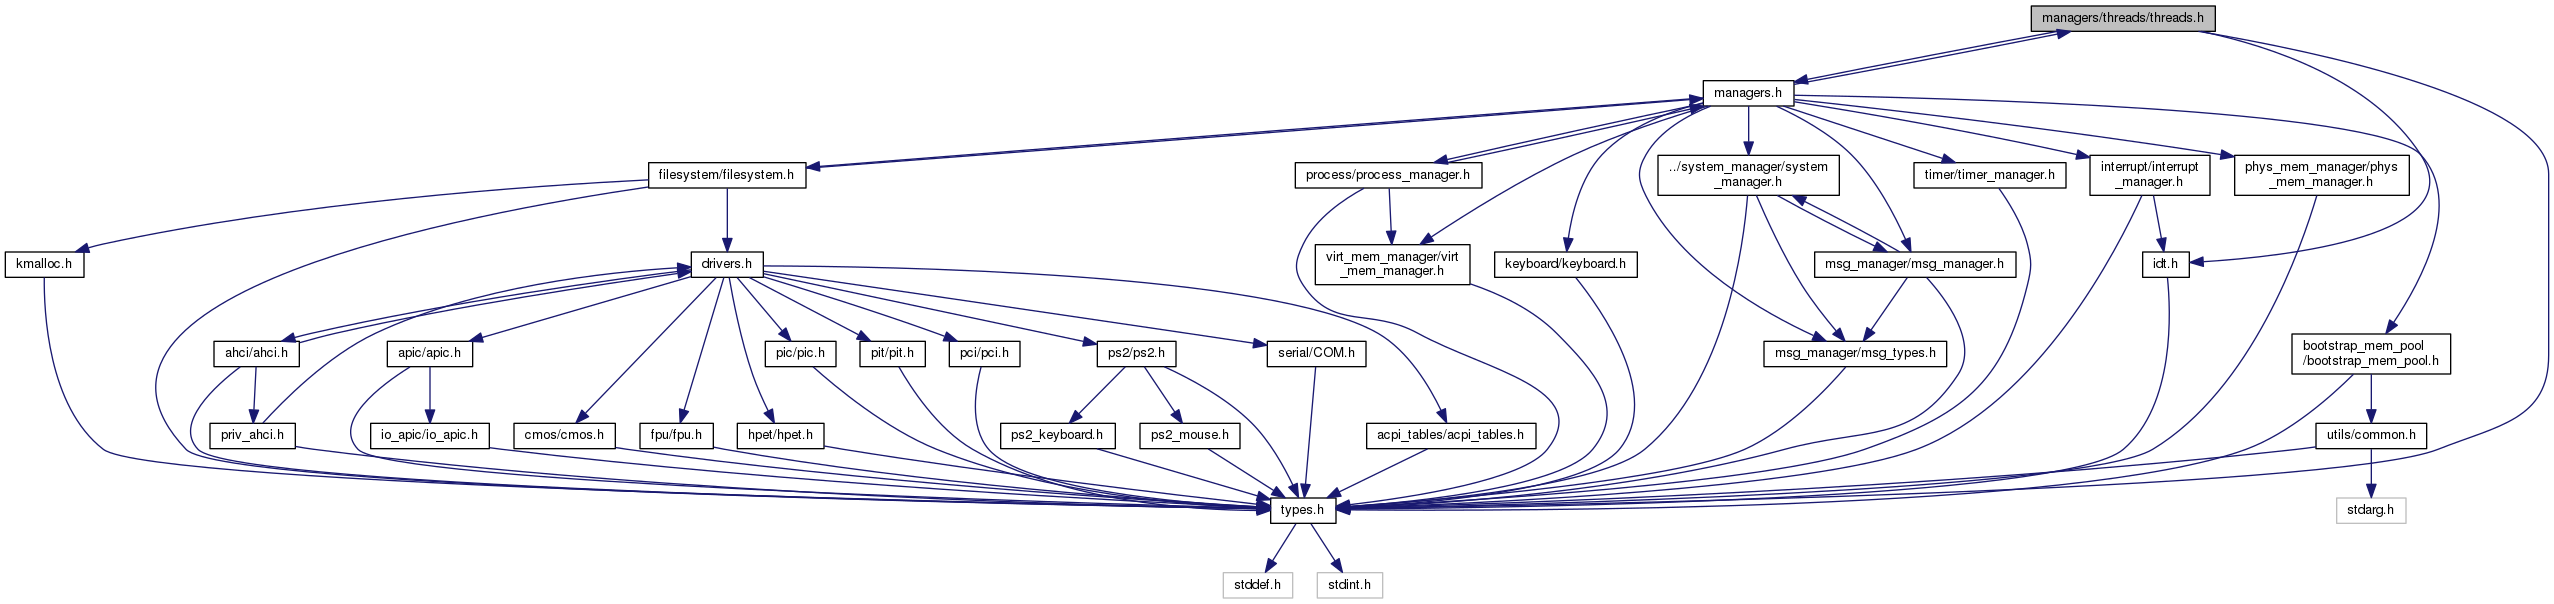 managers/threads/threads.h
managers.h
filesystem/filesystem.h
process/process_manager.h
../system_manager/system
_manager.h
timer/timer_manager.h
interrupt/interrupt
_manager.h
phys_mem_manager/phys
_mem_manager.h
kmalloc.h
drivers.h
virt_mem_manager/virt
_mem_manager.h
keyboard/keyboard.h
msg_manager/msg_manager.h
idt.h
ahci/ahci.h
apic/apic.h
pic/pic.h
pit/pit.h
pci/pci.h
ps2/ps2.h
serial/COM.h
msg_manager/msg_types.h
bootstrap_mem_pool
/bootstrap_mem_pool.h
priv_ahci.h
io_apic/io_apic.h
cmos/cmos.h
fpu/fpu.h
hpet/hpet.h
ps2_keyboard.h
ps2_mouse.h
acpi_tables/acpi_tables.h
utils/common.h
types.h
stdarg.h
stddef.h
stdint.h